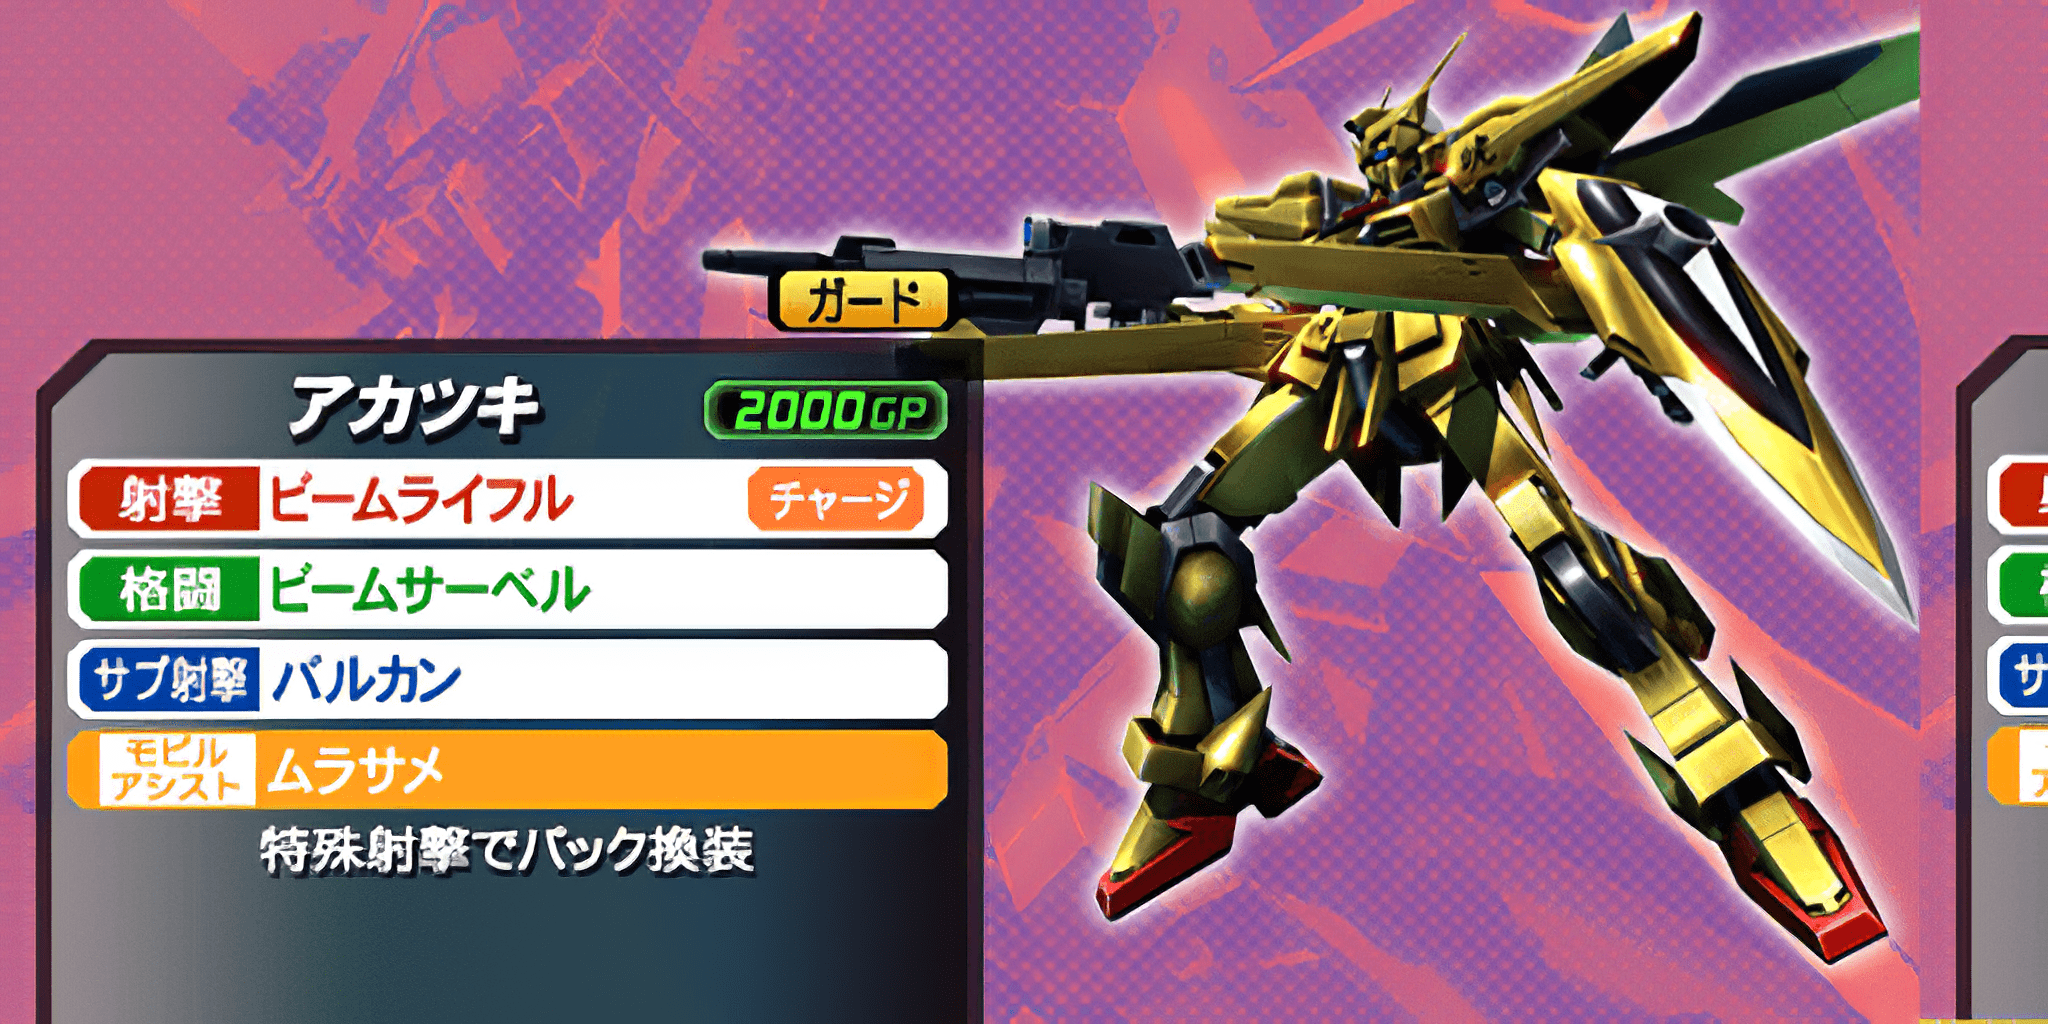 ガード
アカツキ 2000GP
射撃 ビームライフル チャージ
格闘 ビームサーベル
サブ射撃 バルカン
モビルアシスト ムラサメ
特殊射撃でパック換装
サ